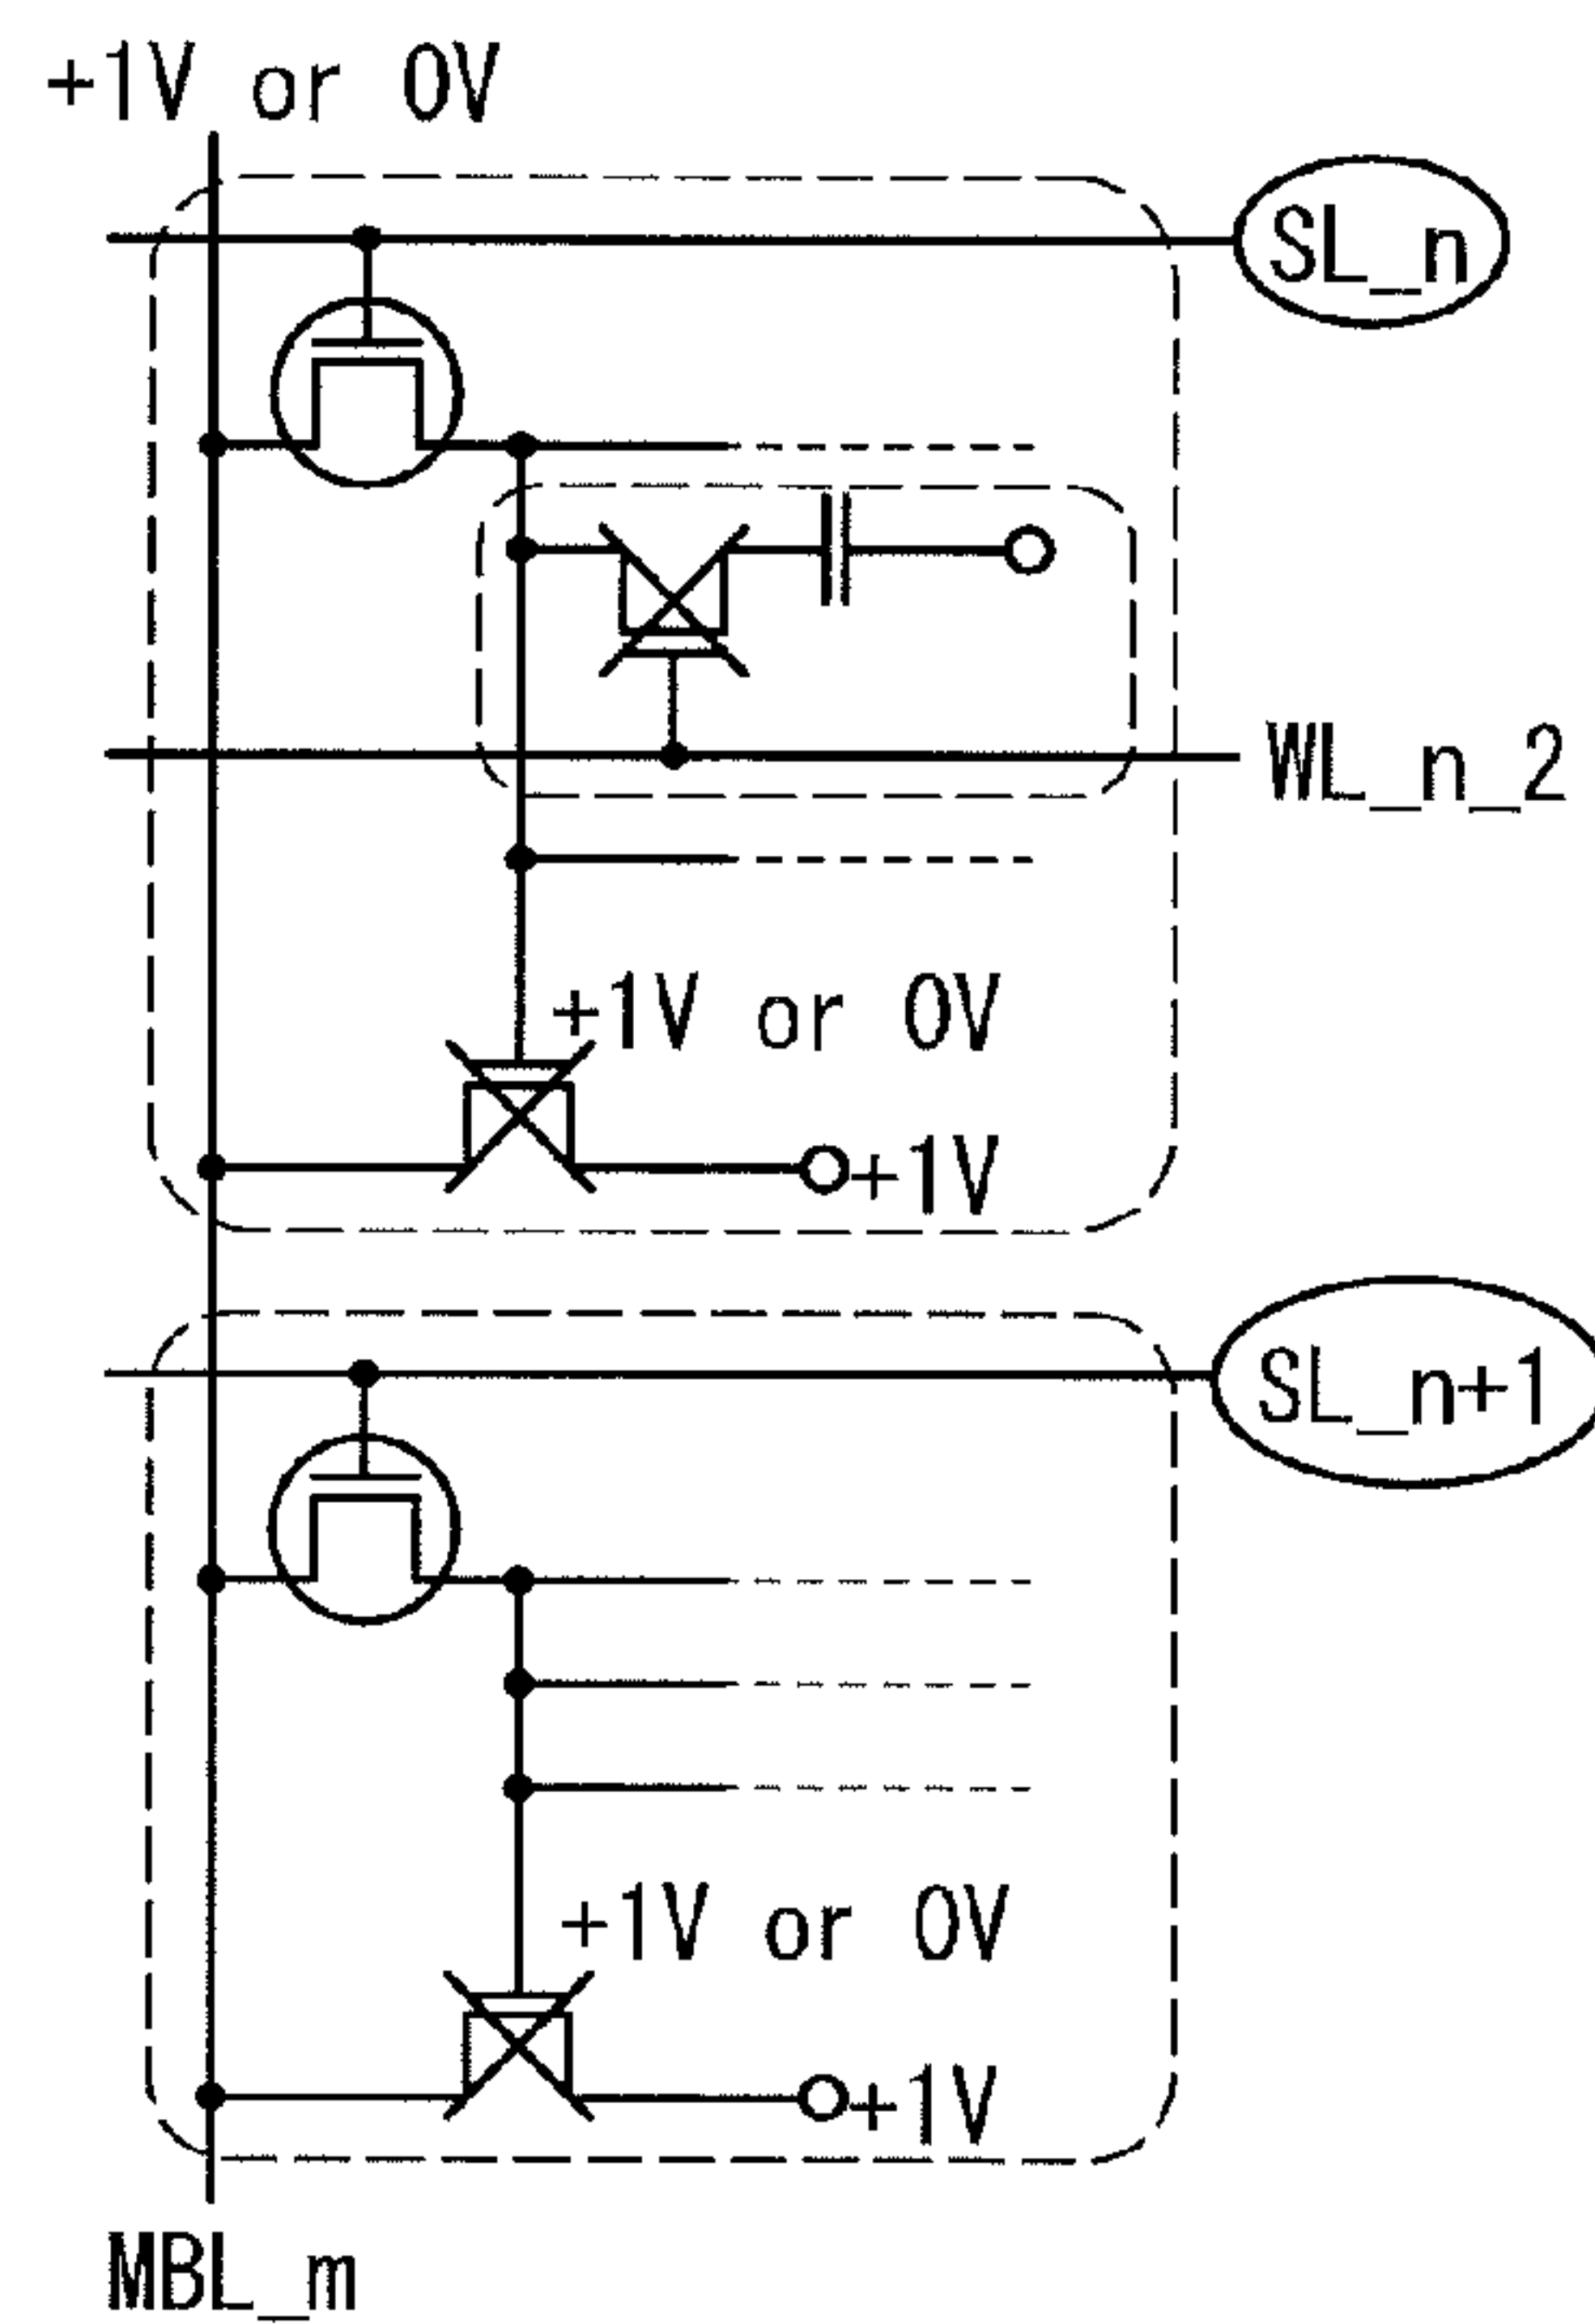 +1V or 0V
SL_n
WL_n_2
+1V or 0V
+1V
SL_n+1
+1V or 0V
+1V
MBL_m